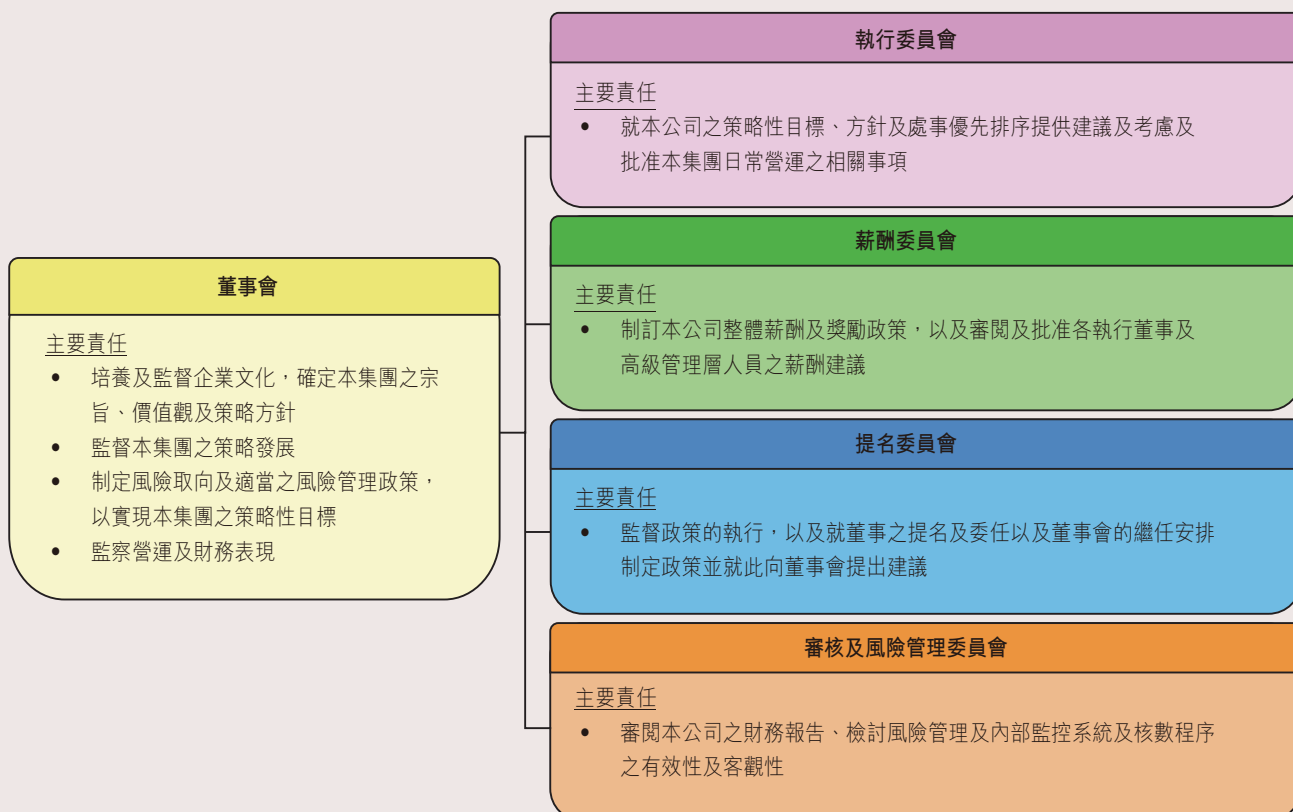 董事會
主要責任
• 培養及監督企業文化，確定本集團之宗
旨、價值觀及策略方針
• 監督本集團之策略發展
• 制定風險取向及適當之風險管理政策，
以實現本集團之策略性目標
• 監察營運及財務表現
執行委員會
主要責任
• 就本公司之策略性目標、方針及處事優先排序提供建議及考慮及
批准本集團日常營運之相關事項
薪酬委員會
主要責任
• 制訂本公司整體薪酬及獎勵政策，以及審閱及批准各執行董事及
高級管理層人員之薪酬建議
提名委員會
主要責任
• 監督政策的執行，以及就董事之提名及委任以及董事會的繼任安排
制定政策並就此向董事會提出建議
審核及風險管理委員會
主要責任
• 審閱本公司之財務報告、檢討風險管理及內部監控系統及核數程序
之有效性及客觀性